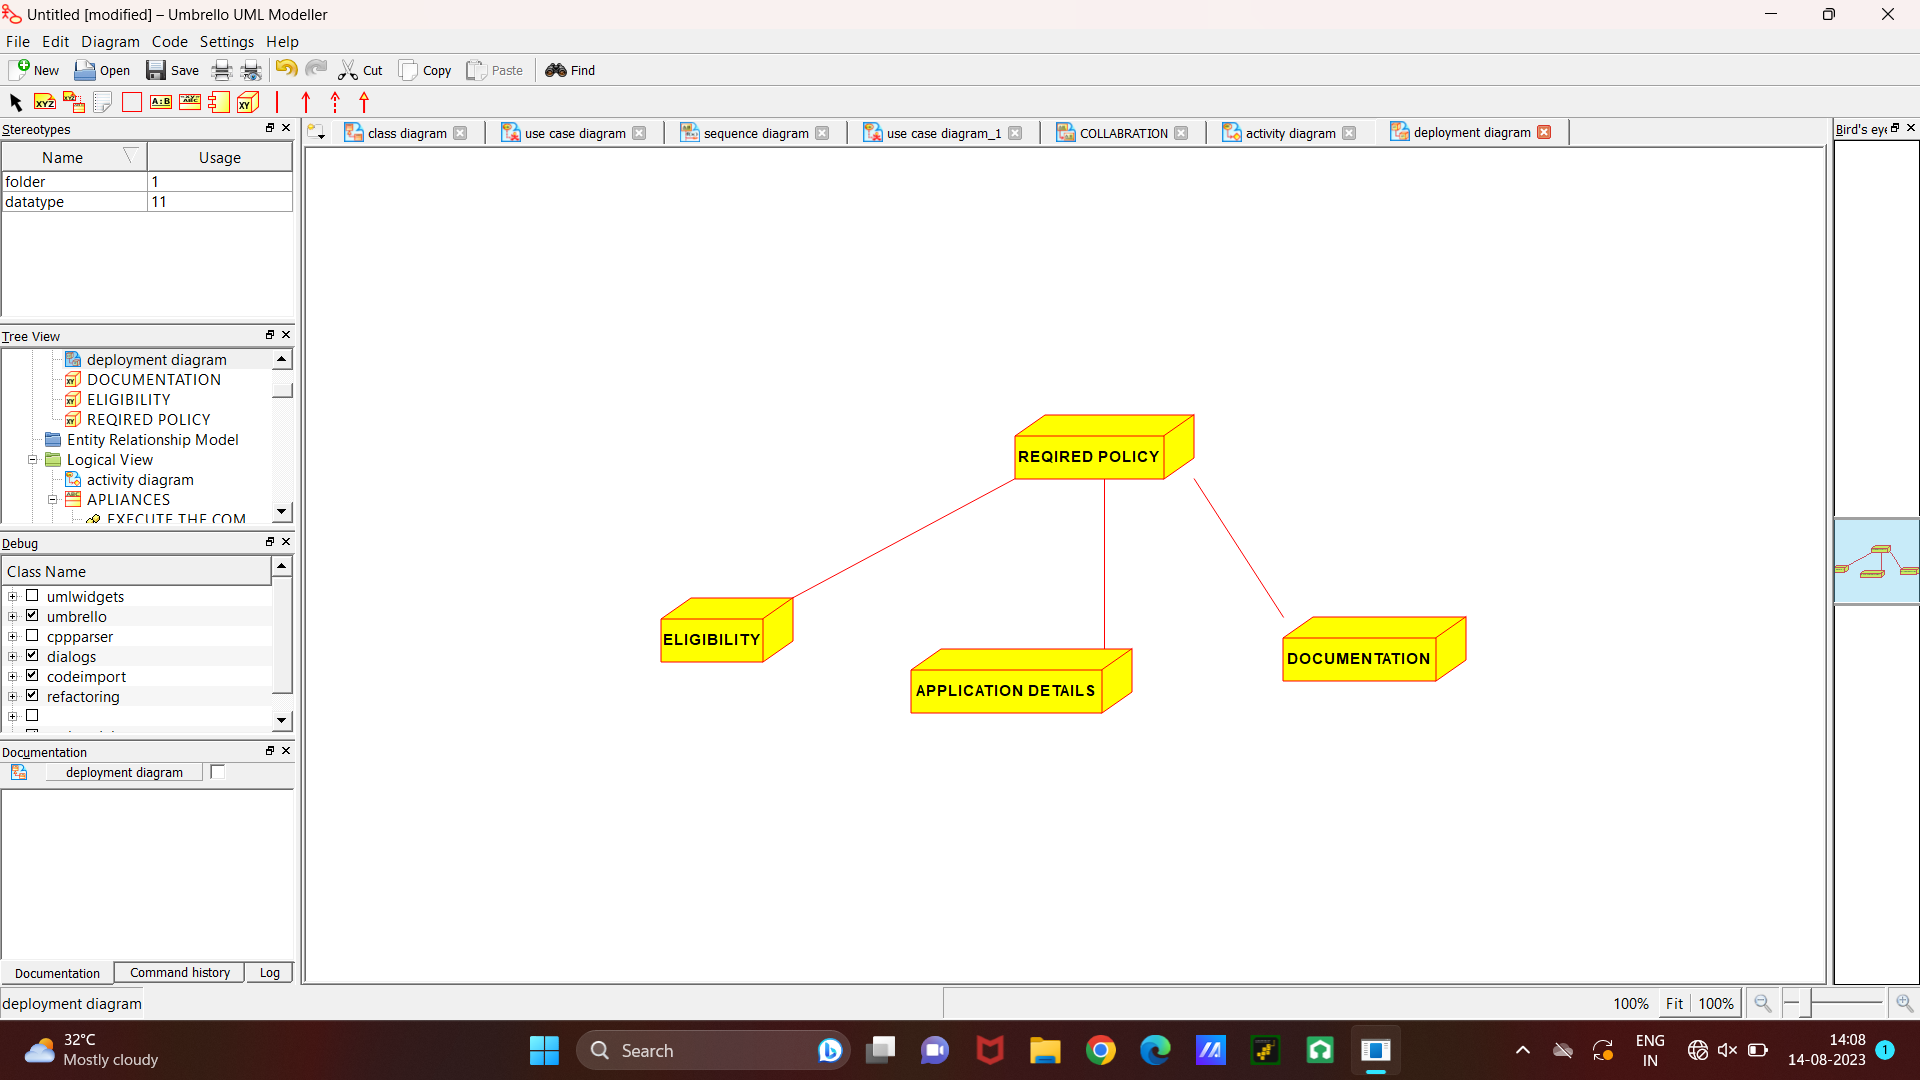 Untitled [modified] – Umbrello UML Modeller
File Edit Diagram Code Settings Help
New Open Save Cut Copy Paste Find
XYZ XYZ A:B ABC XY
Stereotypes
class diagram use case diagram sequence diagram use case diagram_1 COLLABRATION activity diagram deployment diagram
Bird's eye
Name Usage
folder 1
datatype 11
Tree View
deployment diagram
DOCUMENTATION
ELIGIBILITY
REQIRED POLICY
Entity Relationship Model
Logical View
activity diagram
APLIANCES
EXECUTE THE COM
Debug
Class Name
umlwidgets
umbrello
cppparser
dialogs
codeimport
refactoring
Documentation
deployment diagram
Documentation Command history Log
REQIRED POLICY
ELIGIBILITY
APPLICATION DETAILS
DOCUMENTATION
deployment diagram
100% Fit 100%
32°C
Mostly cloudy
Search
ENG
IN
14:08
14-08-2023
1